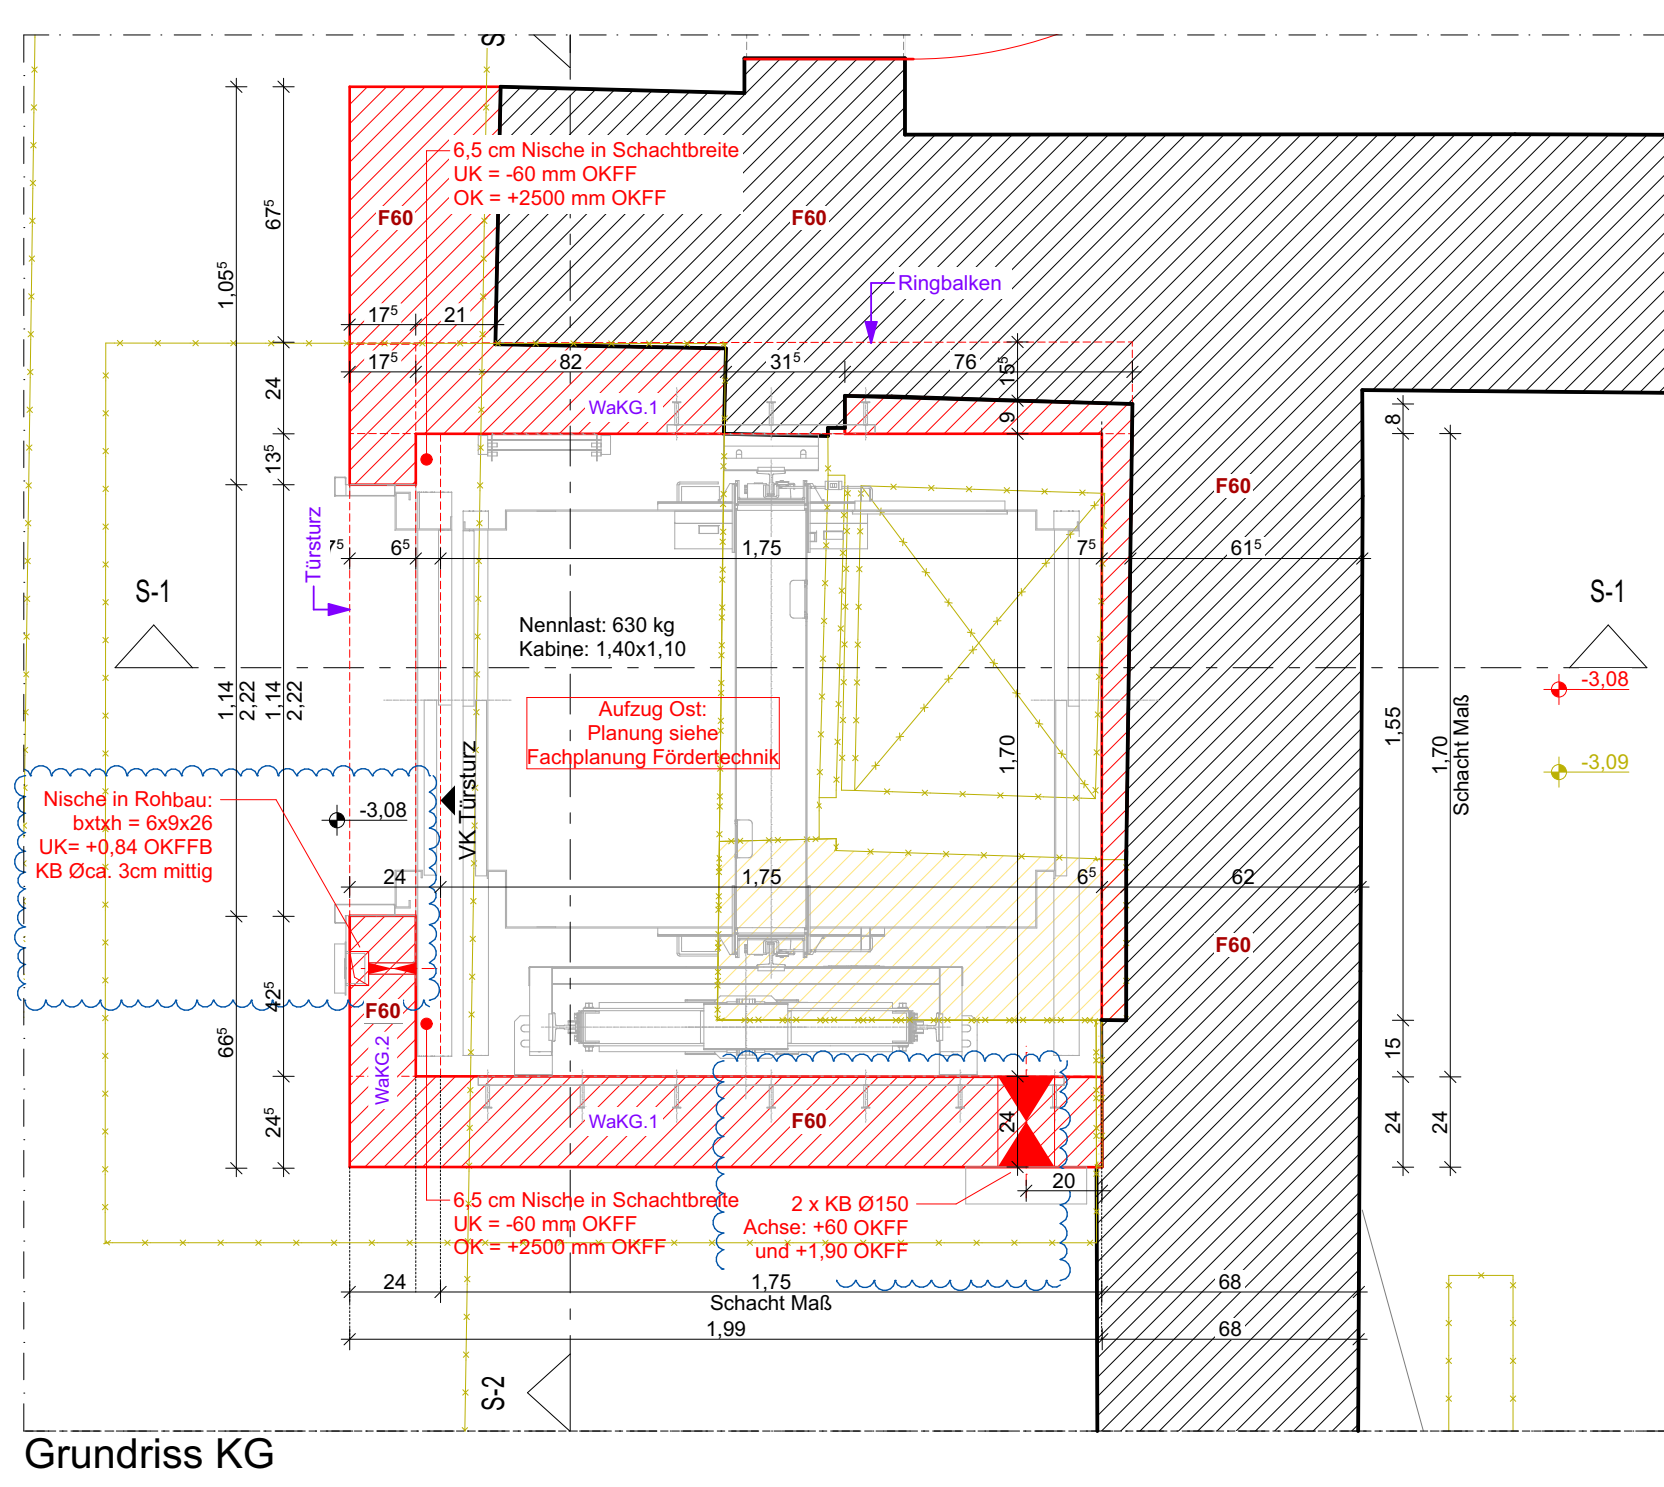 S
6,5 cm Nische in Schachtbreite
UK = -60 mm OKFF
OK = +2500 mm OKFF
F60
F60
67⁵
1,05⁵
Ringbalken
17⁵
21
17⁵
82
31⁵
76
15⁵
24
WaKG.1
9
8
13⁵
F60
Türsturz
7⁵
6⁵
1,75
7⁵
61⁵
S-1
S-1
Nennlast: 630 kg
Kabine: 1,40x1,10
-3,08
1,14
2,22
1,14
2,22
Aufzug Ost:
Planung siehe
Fachplanung Fördertechnik
1,70
1,55
1,70
Schacht Maß
-3,09
VK Türsturz
Nische in Rohbau:
bxtxh = 6x9x26
UK= +0,84 OKFFB
KB Øca. 3cm mittig
-3,08
24
1,75
6⁵
62
F60
42⁵
F60
66⁵
WaKG.2
15
24⁵
WaKG.1
F60
24
24
24
6,5 cm Nische in Schachtbreite
UK = -60 mm OKFF
OK = +2500 mm OKFF
2 x KB Ø150
Achse: +60 OKFF
und +1,90 OKFF
20
24
1,75
Schacht Maß
68
1,99
68
S-2
Grundriss KG